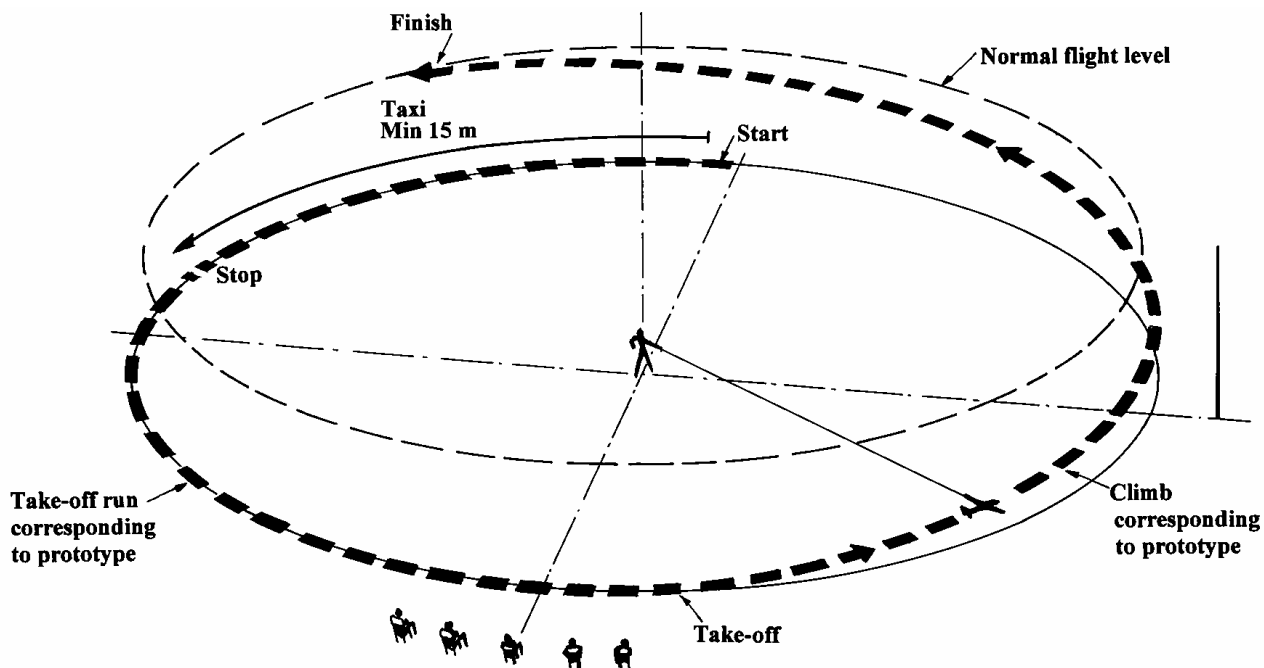 Finish
Normal flight level
Taxi
Min 15 m
Start
Stop
Take-off run
corresponding
to prototype
Climb
corresponding
to prototype
Take-off